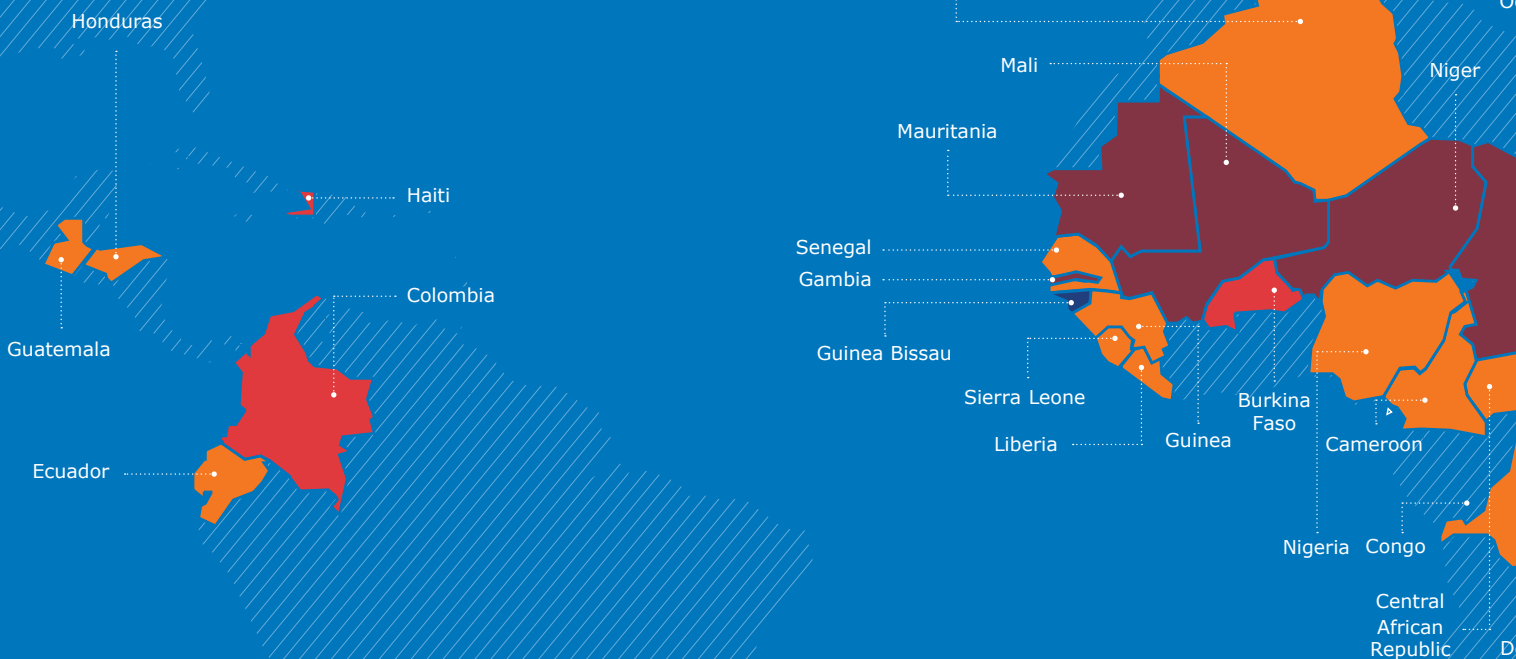 Honduras
Mali
Niger
Mauritania
Haiti
Senegal
Gambia
Colombia
Guatemala
Guinea Bissau
Sierra Leone
Burkina
Faso
Liberia
Guinea
Cameroon
Ecuador
Nigeria
Congo
Central
African
Republic